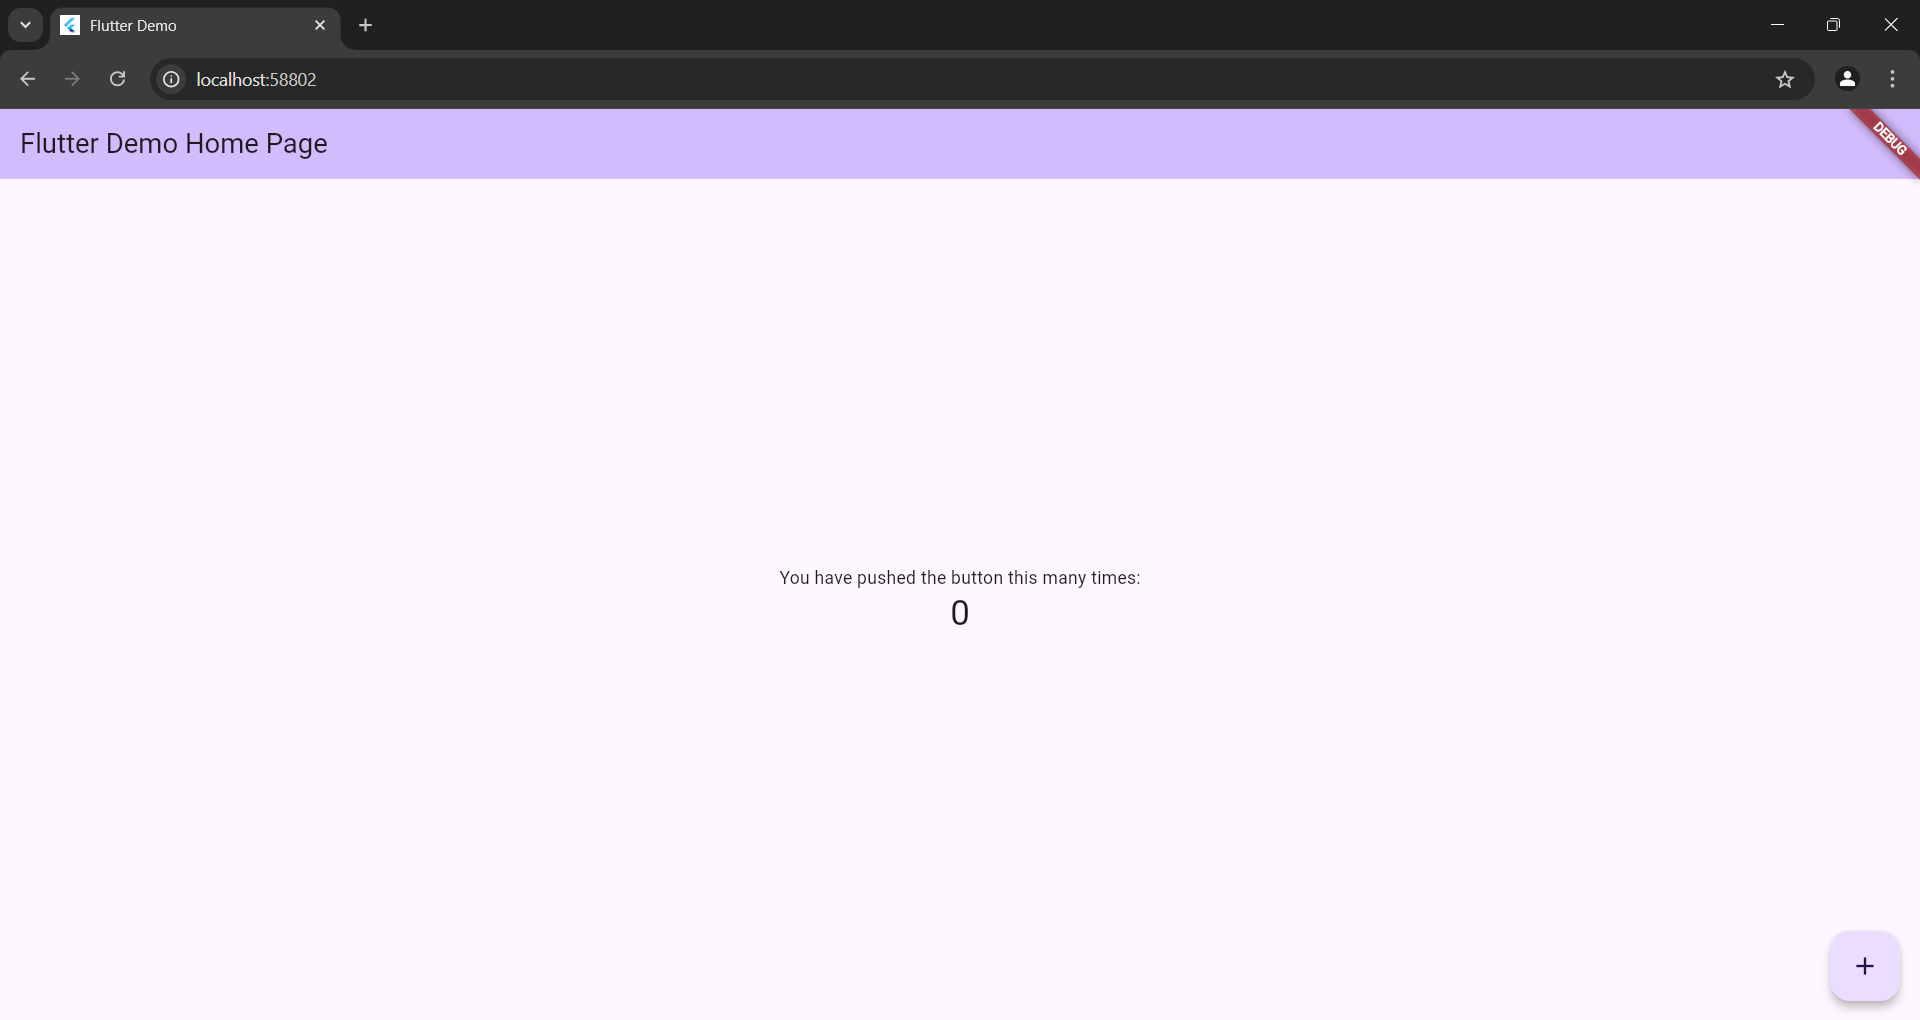 Flutter Demo
localhost:58802
Flutter Demo Home Page
DEBUG
You have pushed the button this many times:
0